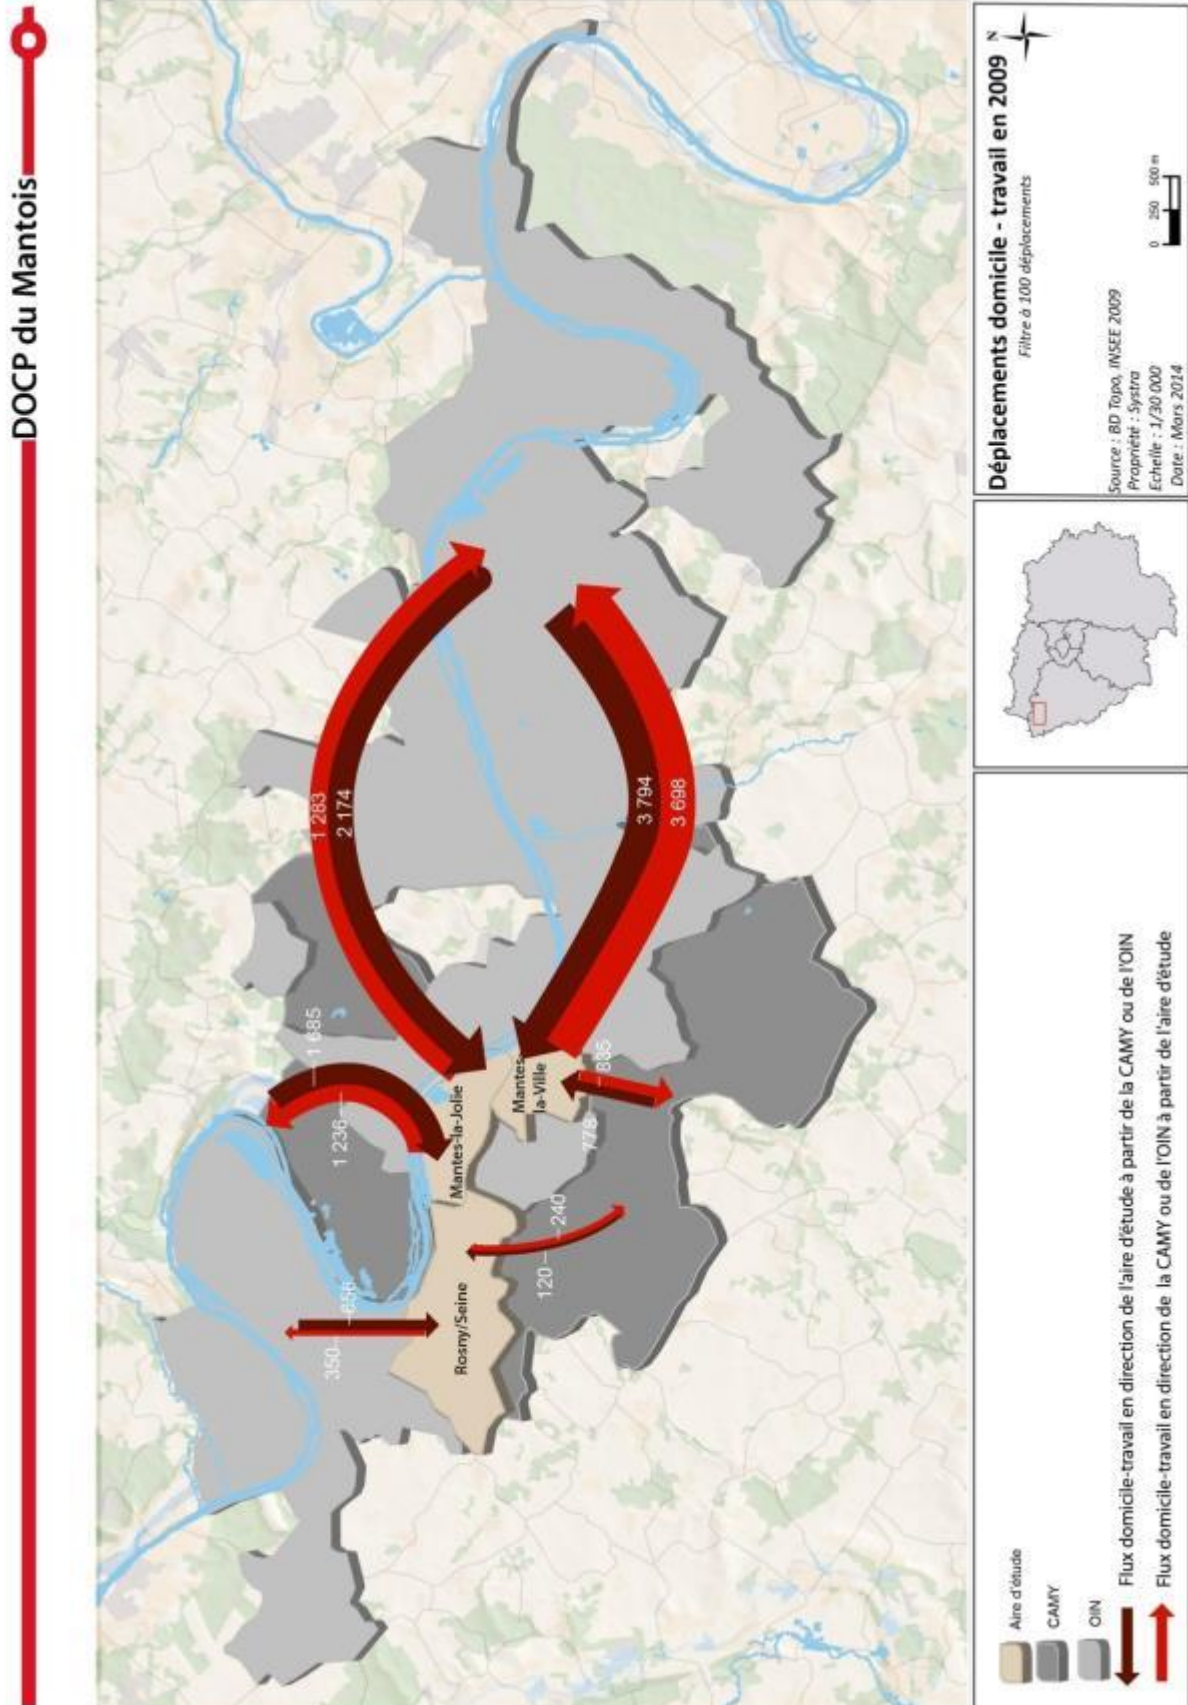 DOCP du Mantois
1 283
2 174
3 794
3 698
1 685
1 236
Mantes-la-Jolie
Mantes-
la-Ville
835
778
240
120
656
350
Rosny/Seine
Aire d'étude
CAMY
OIN
Flux domicile-travail en direction de l'aire d'étude à partir de la CAMY ou de l'OIN
Flux domicile-travail en direction de la CAMY ou de l'OIN à partir de l'aire d'étude
Déplacements domicile - travail en 2009
N
Filtre à 100 déplacements
0 250 500 m
Source : BD Topo, INSEE 2009
Propriété : Systra
Echelle : 1/30 000
Date : Mars 2014